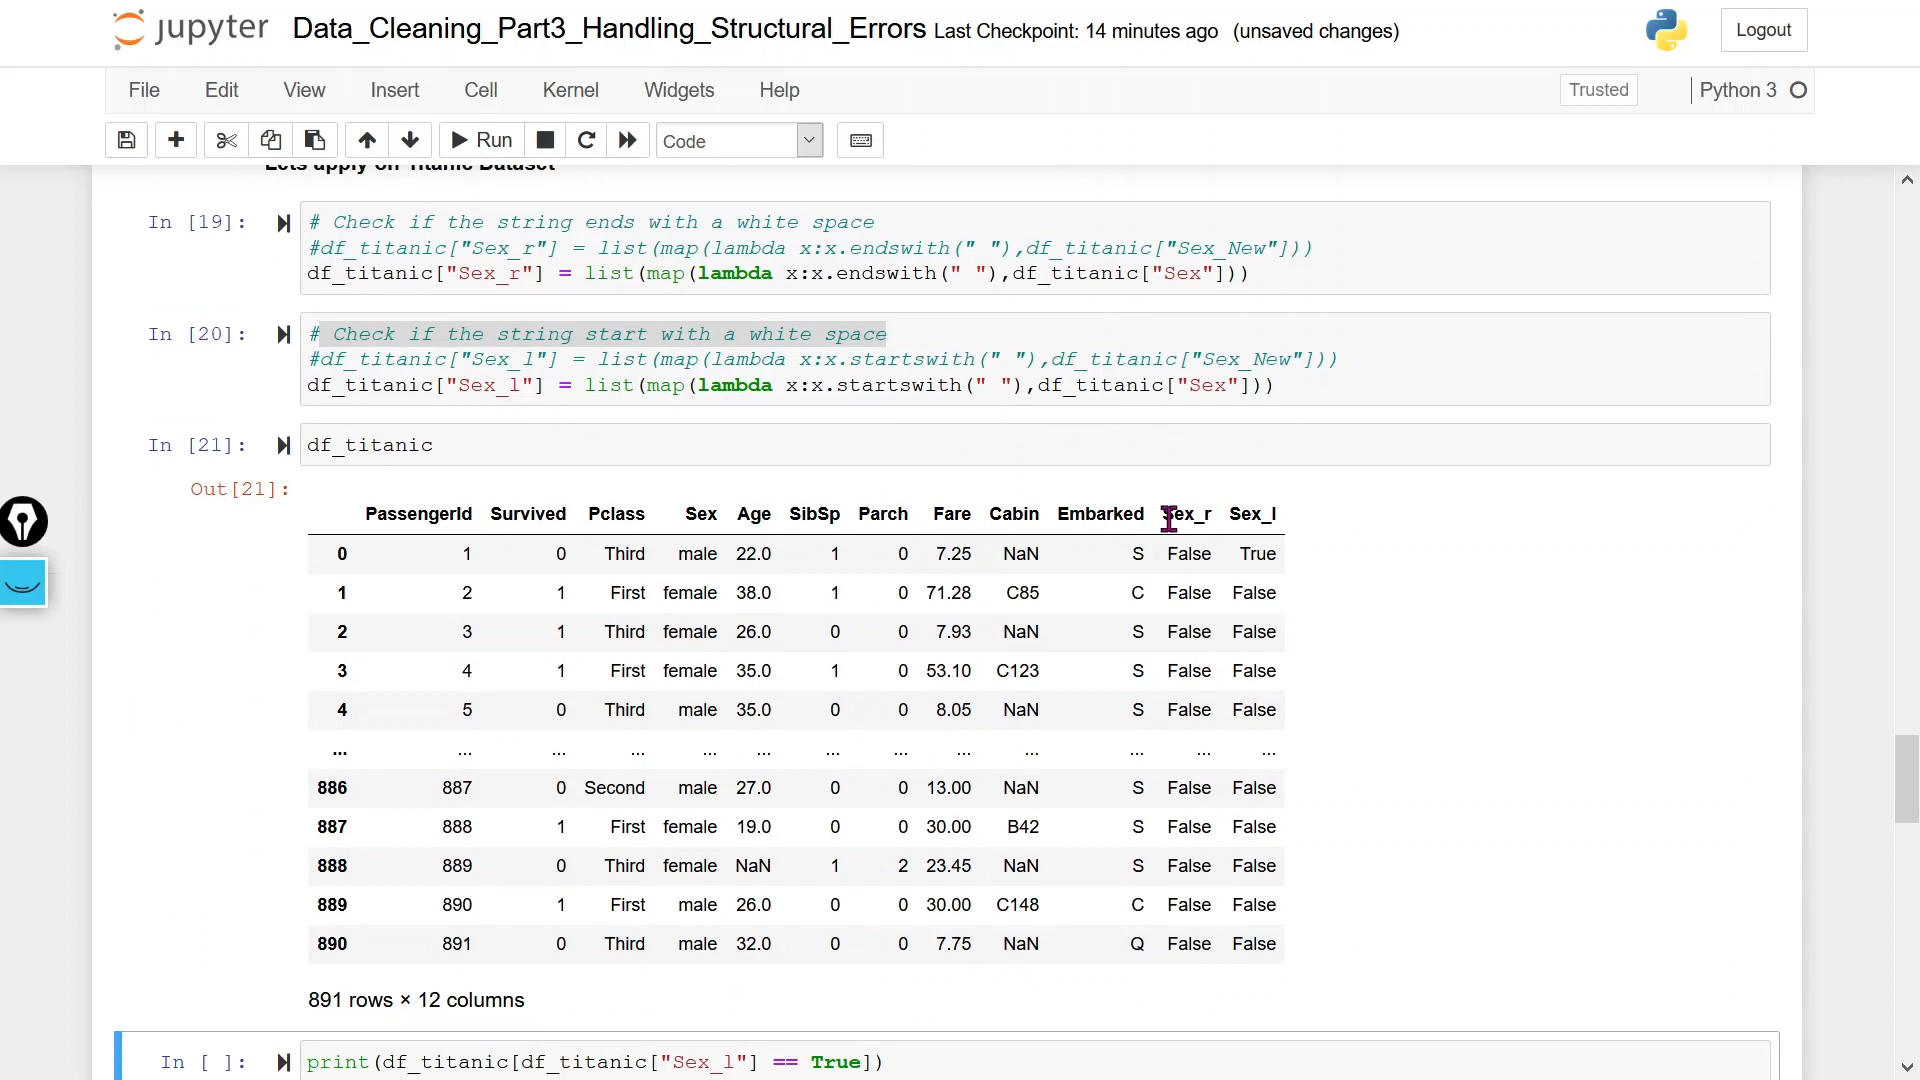 jupyter Data_Cleaning_Part3_Handling_Structural_Errors Last Checkpoint: 14 minutes ago (unsaved changes) Logout
File Edit View Insert Cell Kernel Widgets Help Trusted Python 3
Run Code
Lets apply on Titanic Dataset
In [19]: # Check if the string ends with a white space
#df_titanic["Sex_r"] = list(map(lambda x:x.endswith(" "),df_titanic["Sex_New"]))
df_titanic["Sex_r"] = list(map(lambda x:x.endswith(" "),df_titanic["Sex"]))
In [20]: # Check if the string start with a white space
#df_titanic["Sex_l"] = list(map(lambda x:x.startswith(" "),df_titanic["Sex_New"]))
df_titanic["Sex_l"] = list(map(lambda x:x.startswith(" "),df_titanic["Sex"]))
In [21]: df_titanic
Out[21]:
PassengerId Survived Pclass Sex Age SibSp Parch Fare Cabin Embarked Sex_r Sex_l
0 1 0 Third male 22.0 1 0 7.25 NaN S False True
1 2 1 First female 38.0 1 0 71.28 C85 C False False
2 3 1 Third female 26.0 0 0 7.93 NaN S False False
3 4 1 First female 35.0 1 0 53.10 C123 S False False
4 5 0 Third male 35.0 0 0 8.05 NaN S False False
... ... ... ... ... ... ... ... ... ... ... ... ...
886 887 0 Second male 27.0 0 0 13.00 NaN S False False
887 888 1 First female 19.0 0 0 30.00 B42 S False False
888 889 0 Third female NaN 1 2 23.45 NaN S False False
889 890 1 First male 26.0 0 0 30.00 C148 C False False
890 891 0 Third male 32.0 0 0 7.75 NaN Q False False
891 rows × 12 columns
In [ ]: print(df_titanic[df_titanic["Sex_l"] == True])